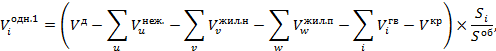 V_i^{одн.1} = (V^д − ∑_u V_u^{неж.} − ∑_v V_v^{жил.н} − ∑_w V_w^{жил.п} − ∑_i V_i^{гв} − V^{кр}) × S_i / S^{об'}